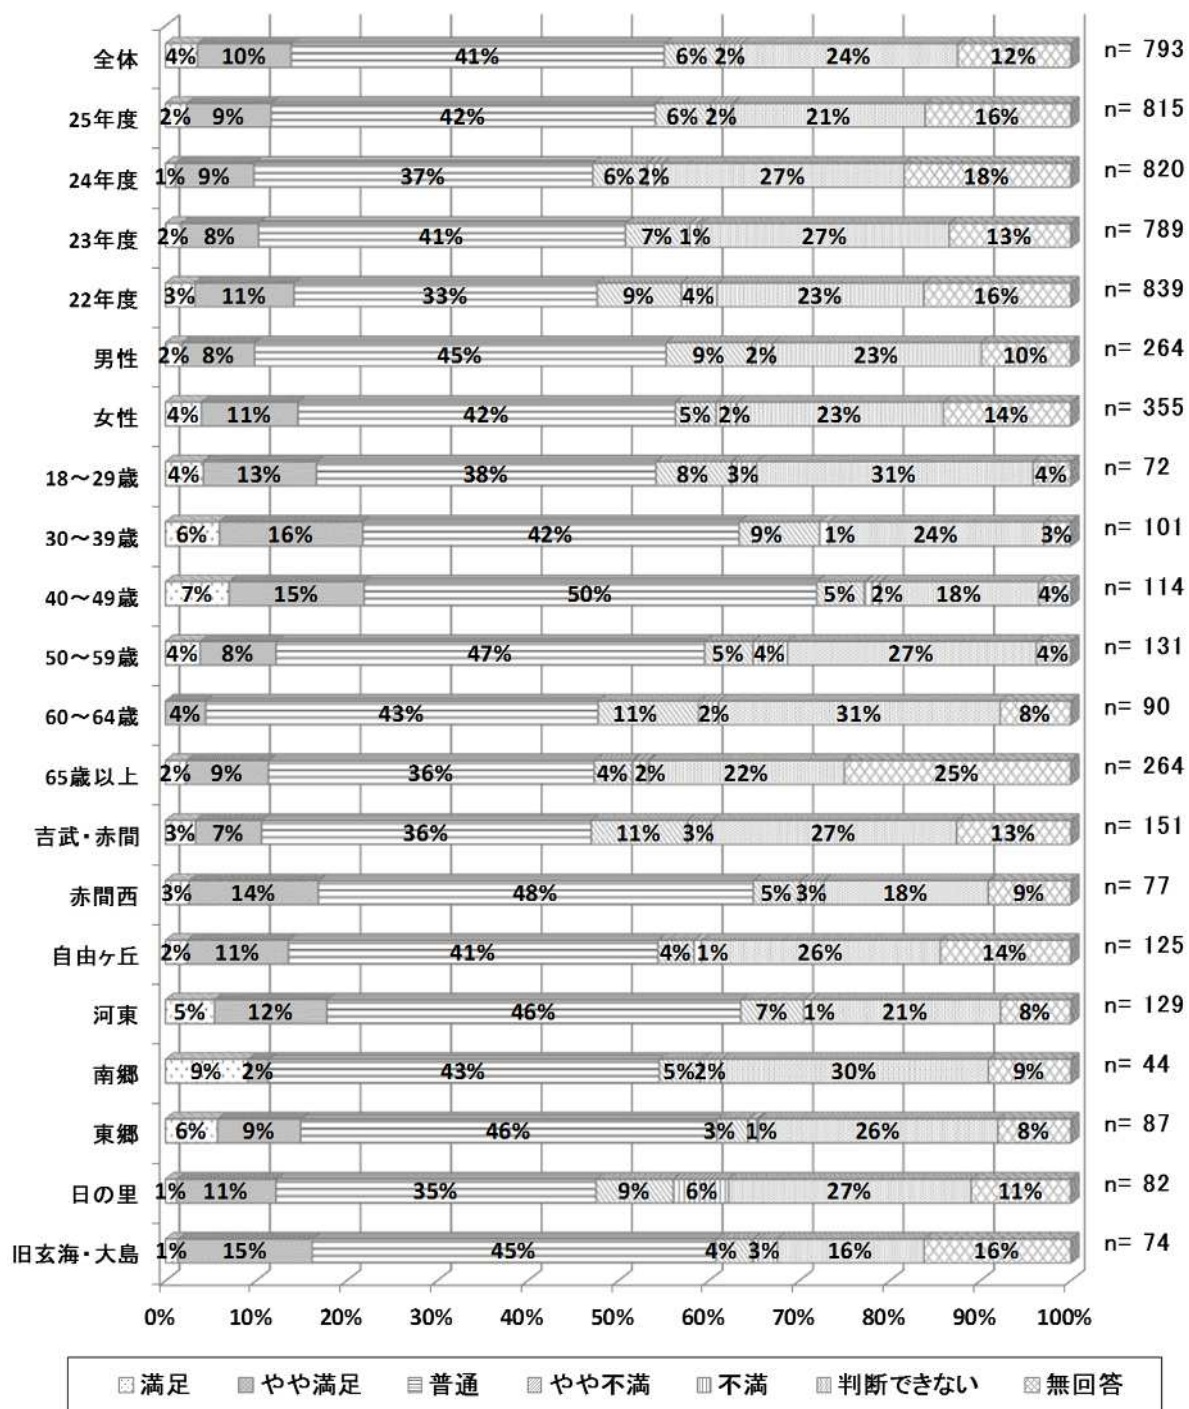 全体 4% 10% 41% 6% 2% 24% 12% n= 793
25年度 2% 9% 42% 6% 2% 21% 16% n= 815
24年度 1% 9% 37% 6% 2% 27% 18% n= 820
23年度 2% 8% 41% 7% 1% 27% 13% n= 789
22年度 3% 11% 33% 9% 4% 23% 16% n= 839
男性 2% 8% 45% 9% 2% 23% 10% n= 264
女性 4% 11% 42% 5% 2% 23% 14% n= 355
18～29歳 4% 13% 38% 8% 3% 31% 4% n= 72
30～39歳 6% 16% 42% 9% 1% 24% 3% n= 101
40～49歳 7% 15% 50% 5% 2% 18% 4% n= 114
50～59歳 4% 8% 47% 5% 4% 27% 4% n= 131
60～64歳 4% 43% 11% 2% 31% 8% n= 90
65歳以上 2% 9% 36% 4% 2% 22% 25% n= 264
吉武・赤間 3% 7% 36% 11% 3% 27% 13% n= 151
赤間西 3% 14% 48% 5% 3% 18% 9% n= 77
自由ヶ丘 2% 11% 41% 4% 1% 26% 14% n= 125
河東 5% 12% 46% 7% 1% 21% 8% n= 129
南郷 9% 2% 43% 5% 2% 30% 9% n= 44
東郷 6% 9% 46% 3% 1% 26% 8% n= 87
日の里 1% 11% 35% 9% 6% 27% 11% n= 82
旧玄海・大島 1% 15% 45% 4% 3% 16% 16% n= 74
0% 10% 20% 30% 40% 50% 60% 70% 80% 90% 100%
満足 やや満足 普通 やや不満 不満 判断できない 無回答